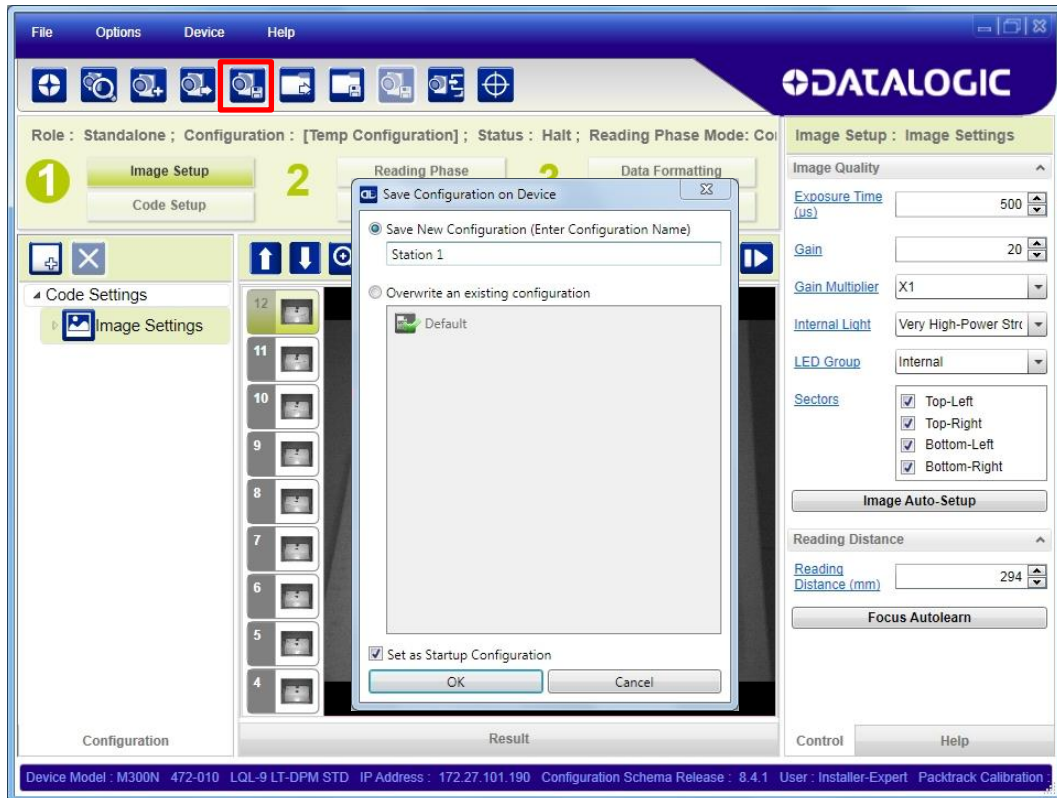 File Options Device Help
DATALOGIC
Role : Standalone ; Configuration : [Temp Configuration] ; Status : Halt ; Reading Phase Mode:
Image Setup : Image Settings
1 Image Setup
Code Setup
2 Reading Phase
Data Formatting
Save Configuration on Device
Save New Configuration (Enter Configuration Name)
Station 1
Overwrite an existing configuration
Default
Set as Startup Configuration
OK Cancel
Code Settings
Image Settings
12
11
10
9
8
7
6
5
4
Configuration
Result
Image Quality
Exposure Time (µs) 500
Gain 20
Gain Multiplier X1
Internal Light Very High-Power
LED Group Internal
Sectors
Top-Left
Top-Right
Bottom-Left
Bottom-Right
Image Auto-Setup
Reading Distance
Reading Distance (mm) 294
Focus Autolearn
Control Help
Device Model : M300N 472-010 LQL-9 LT-DPM STD IP Address : 172.27.101.190 Configuration Schema Release : 8.4.1 User : Installer-Expert Packtrack Calibration :